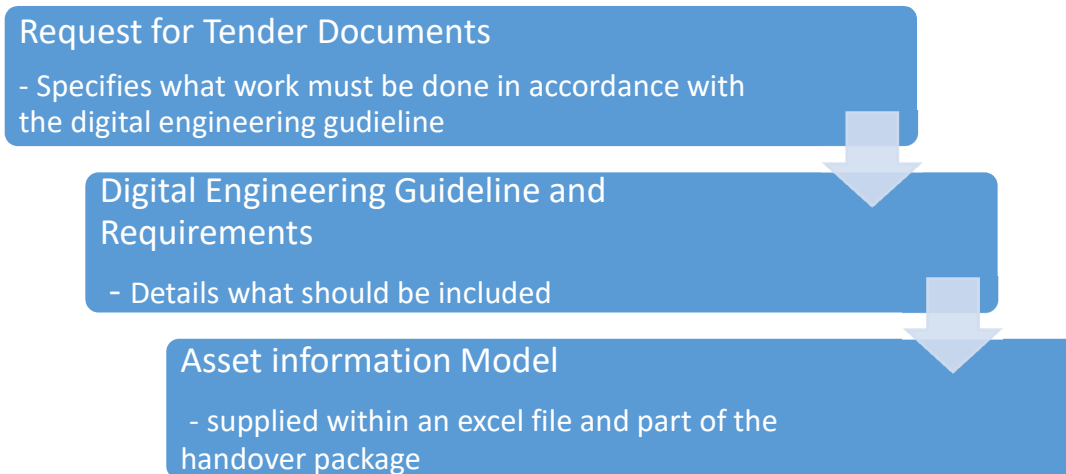 Request for Tender Documents
- Specifies what work must be done in accordance with
the digital engineering gudieline
Digital Engineering Guideline and
Requirements
- Details what should be included
Asset information Model
- supplied within an excel file and part of the
handover package